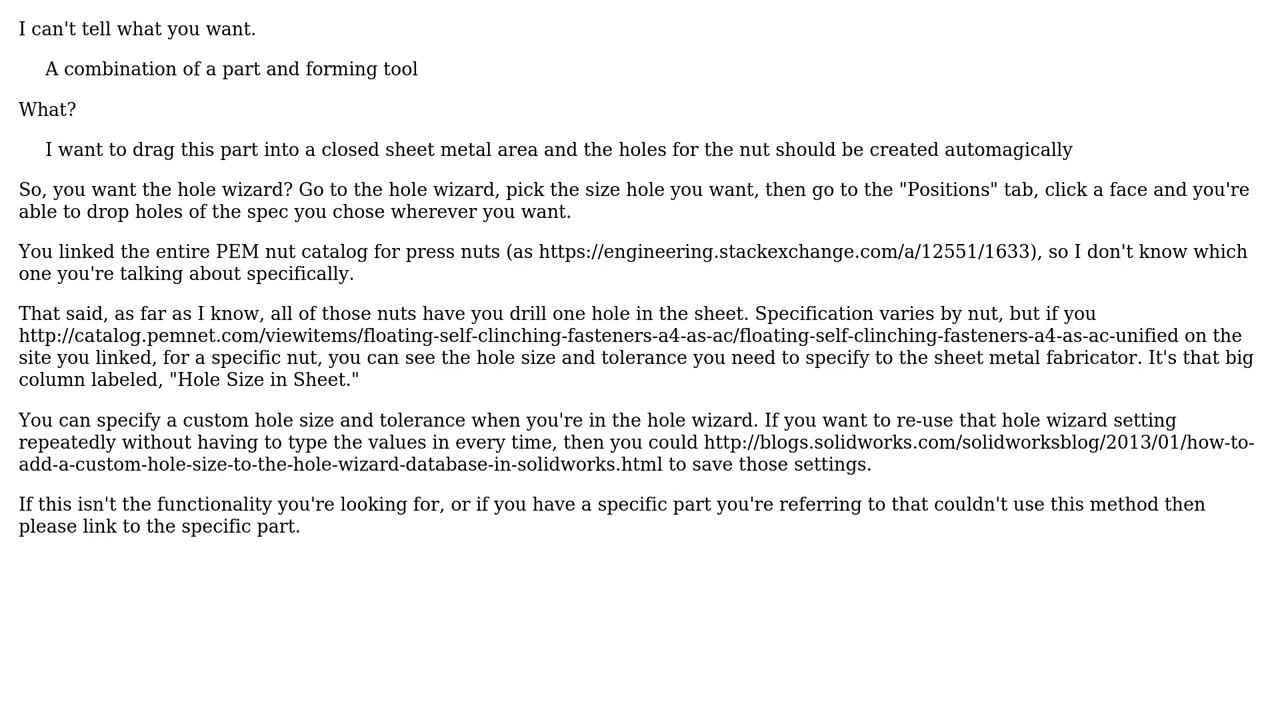 I can't tell what you want.
A combination of a part and forming tool
What?
I want to drag this part into a closed sheet metal area and the holes for the nut should be created automagically
So, you want the hole wizard? Go to the hole wizard, pick the size hole you want, then go to the "Positions" tab, click a face and you're
able to drop holes of the spec you chose wherever you want.
You linked the entire PEM nut catalog for press nuts (as https://engineering.stackexchange.com/a/12551/1633), so I don't know which
one you're talking about specifically.
That said, as far as I know, all of those nuts have you drill one hole in the sheet. Specification varies by nut, but if you
http://catalog.pemnet.com/viewitems/floating-self-clinching-fasteners-a4-as-ac/floating-self-clinching-fasteners-a4-as-ac-unified on the
site you linked, for a specific nut, you can see the hole size and tolerance you need to specify to the sheet metal fabricator. It's that big
column labeled, "Hole Size in Sheet."
You can specify a custom hole size and tolerance when you're in the hole wizard. If you want to re-use that hole wizard setting
repeatedly without having to type the values in every time, then you could http://blogs.solidworks.com/solidworksblog/2013/01/how-to-
add-a-custom-hole-size-to-the-hole-wizard-database-in-solidworks.html to save those settings.
If this isn't the functionality you're looking for, or if you have a specific part you're referring to that couldn't use this method then
please link to the specific part.